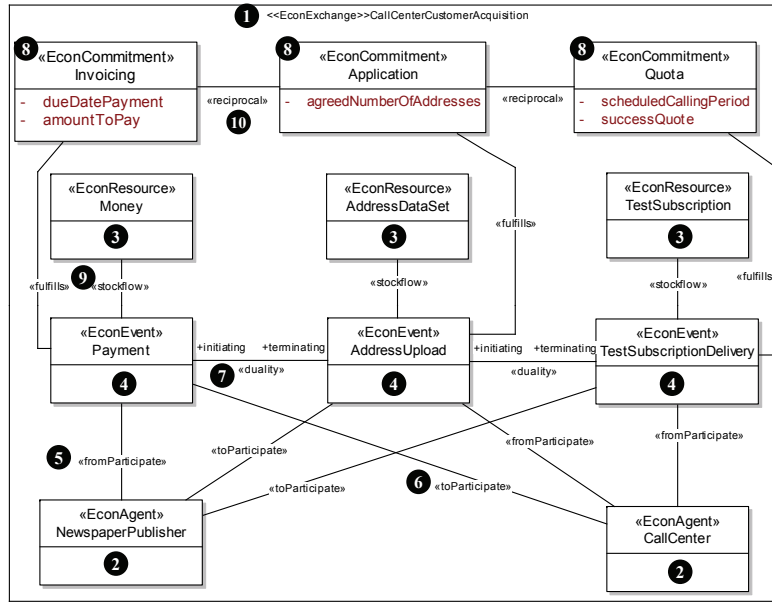 1 <<EconExchange>>CallCenterCustomerAcquisition
8 8 8
«EconCommitment» «EconCommitment» «EconCommitment»
Invoicing Application Quota
- dueDatePayment «reciprocal» - agreedNumberOfAddresses «reciprocal» - scheduledCallingPeriod
- amountToPay 10 - successQuote
«EconResource» «EconResource» «EconResource»
Money AddressDataSet TestSubscription
3 3 «fulfills» 3
«fulfills» 9 «stockflow» «stockflow» «stockflow» «fulfills»
«EconEvent» «EconEvent» «EconEvent»
Payment +initiating +terminating AddressUpload +initiating +terminating TestSubscriptionDelivery
4 7 «duality» 4 «duality» 4
5 «fromParticipate» «toParticipate» «fromParticipate» «fromParticipate»
«toParticipate» 6 «toParticipate»
«EconAgent» «EconAgent»
NewspaperPublisher CallCenter
2 2